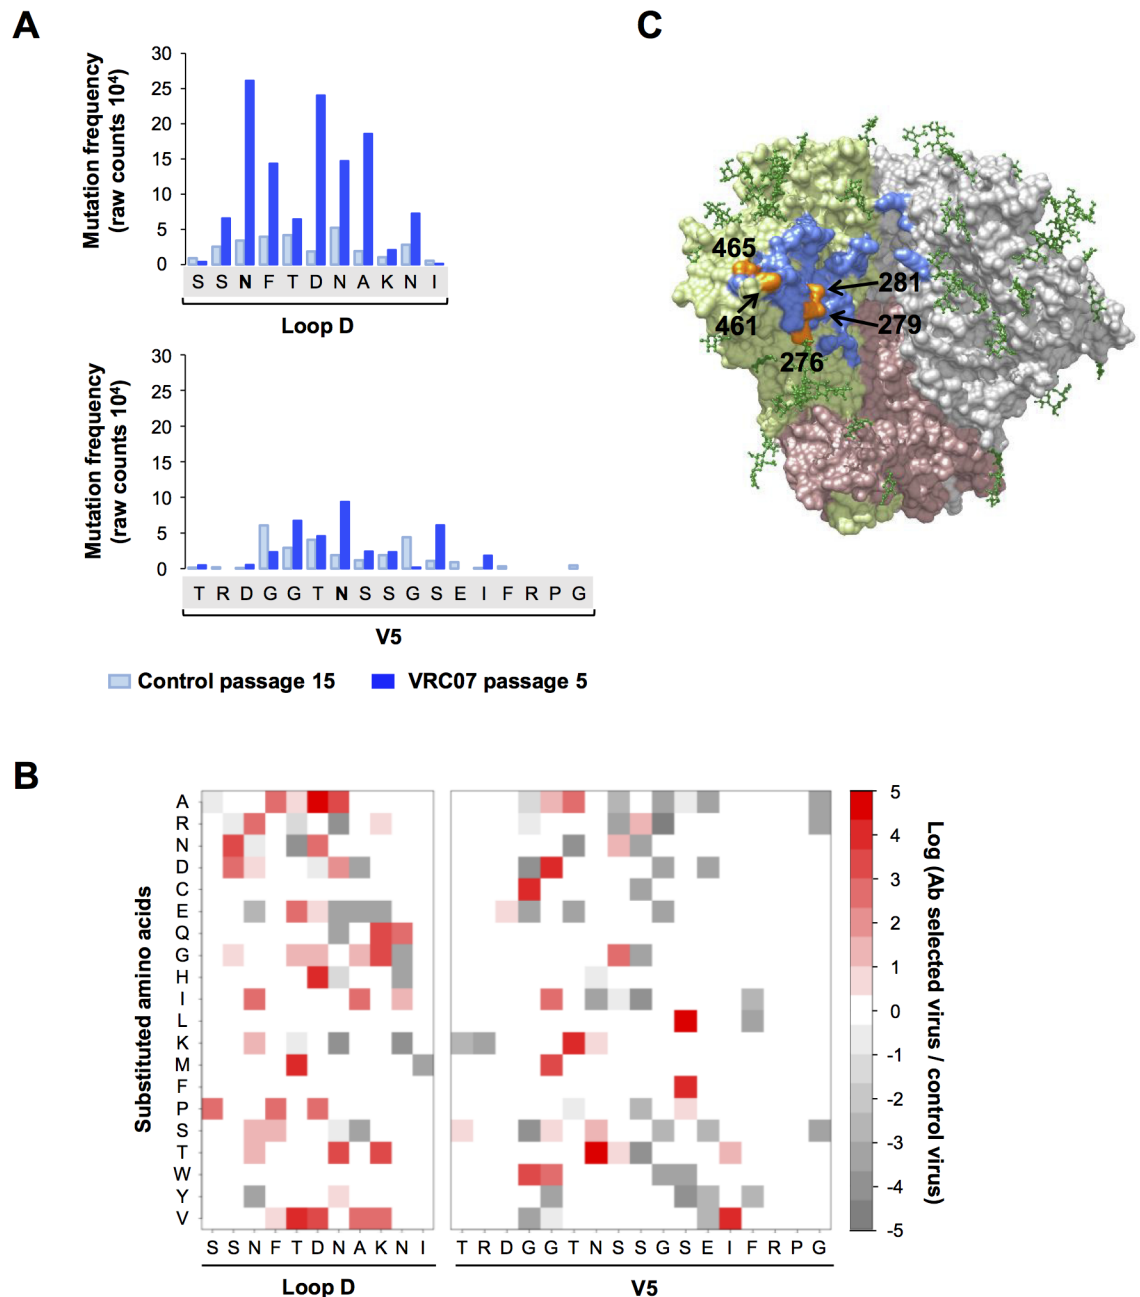 A
Mutation frequency
(raw counts 10⁴)
30
25
20
15
10
5
0
S S N F T D N A K N I
Loop D
Mutation frequency
(raw counts 10⁴)
30
25
20
15
10
5
0
T R D G G T N S S G S E I F R P G
V5
Control passage 15
VRC07 passage 5
C
465
461
281
279
276
B
Substituted amino acids
A
R
N
D
C
E
Q
G
H
I
L
K
M
F
P
S
T
W
Y
V
S S N F T D N A K N I
Loop D
T R D G G T N S S G S E I F R P G
V5
5
4
3
2
1
0
-1
-2
-3
-4
-5
Log (Ab selected virus / control virus)